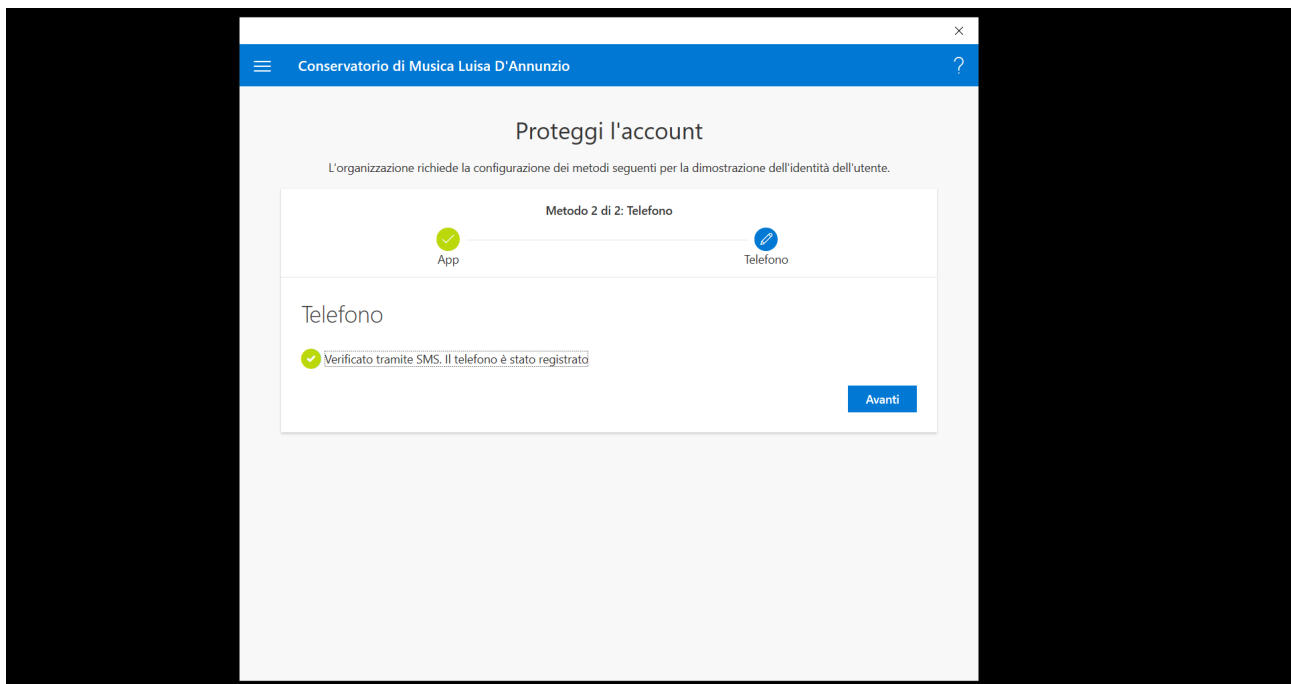 Conservatorio di Musica Luisa D'Annunzio
?
Proteggi l'account
L'organizzazione richiede la configurazione dei metodi seguenti per la dimostrazione dell'identità dell'utente.
Metodo 2 di 2: Telefono
App
Telefono
Telefono
Verificato tramite SMS. Il telefono è stato registrato
Avanti